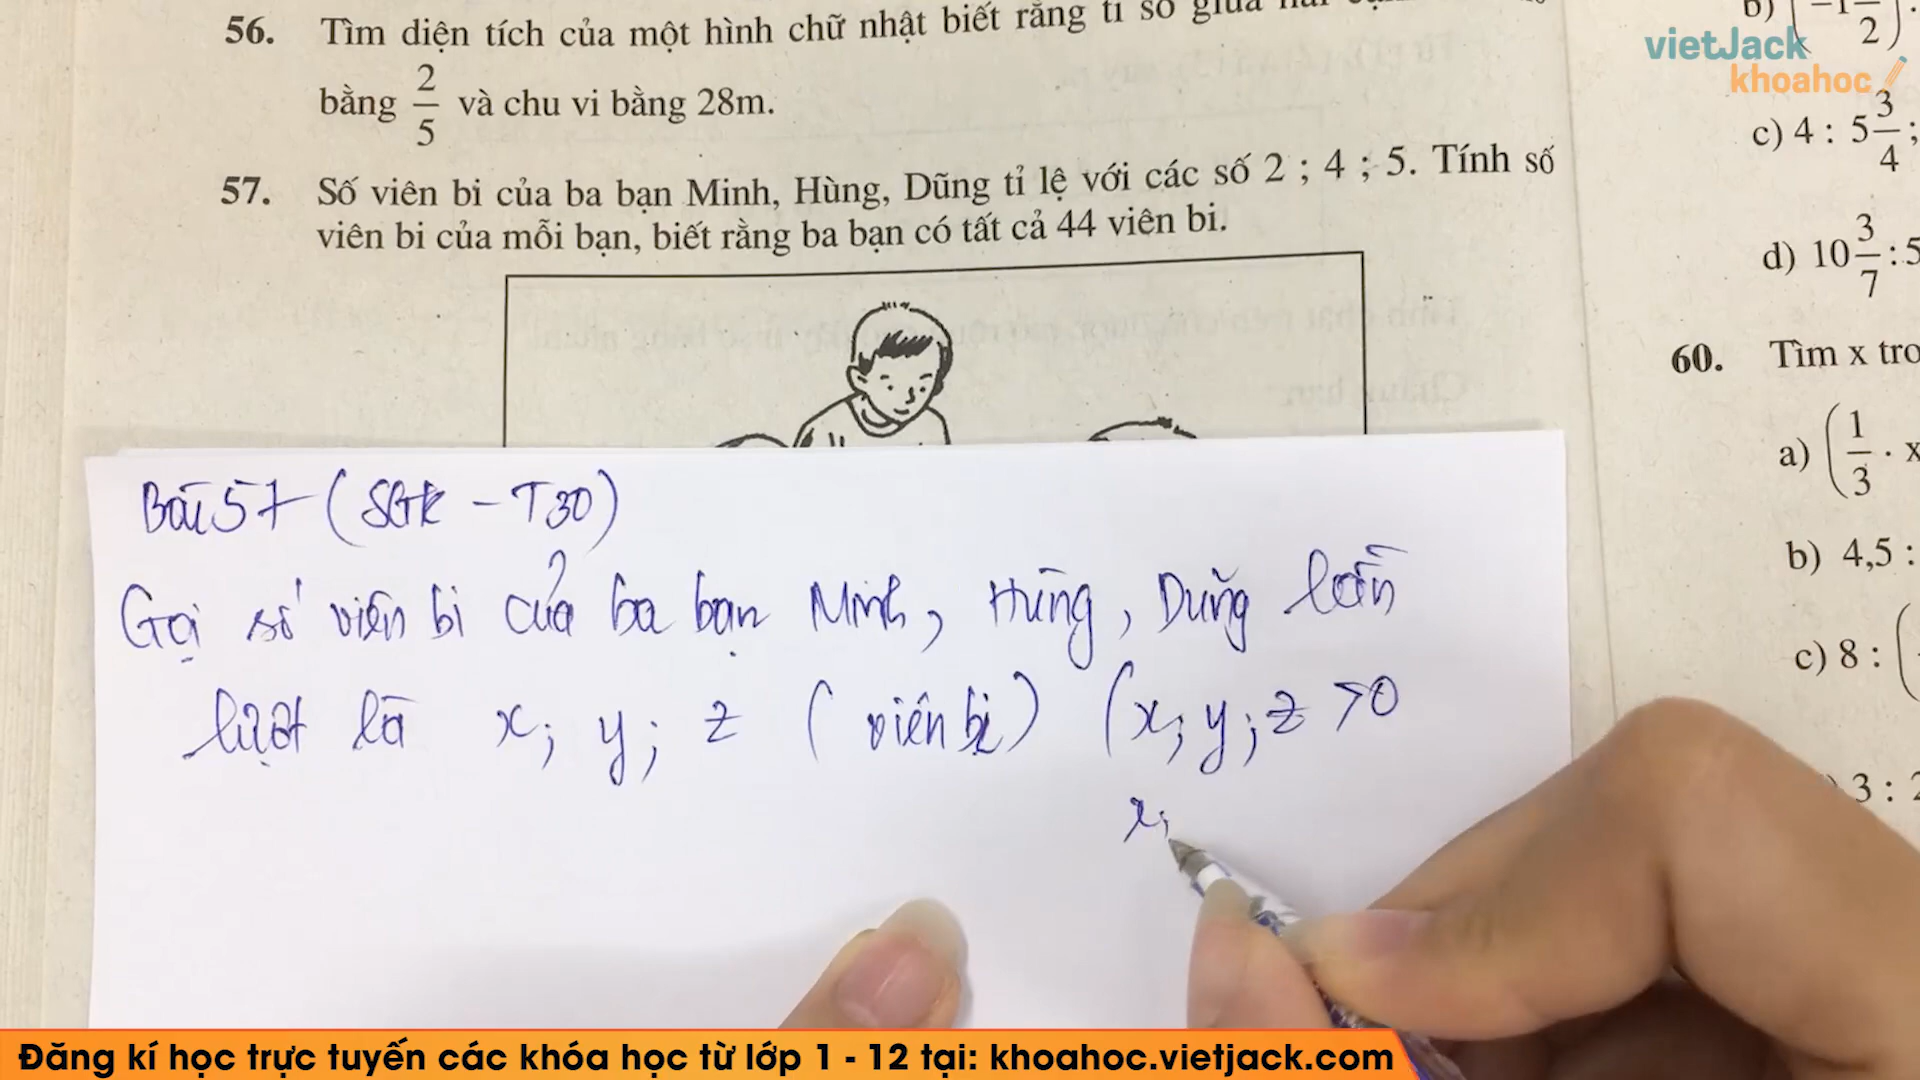 56. Tìm diện tích của một hình chữ nhật biết rằng tỉ số giữa hai
bằng 2/5 và chu vi bằng 28m.
57. Số viên bi của ba bạn Minh, Hùng, Dũng tỉ lệ với các số 2 ; 4 ; 5. Tính số
viên bi của mỗi bạn, biết rằng ba bạn có tất cả 44 viên bi.
Bài 57 (SGK - T30)
Gọi số viên bi của ba bạn Minh, Hùng, Dũng lần
lượt là x; y; z (viên bi) (x; y; z >0
x;
b) (-1 /2) :
c) 4 : 5 3/4 ;
d) 10 3/7 : 5
60. Tìm x tro
a) (1/3 . x
b) 4,5 :
c) 8 : (
3 : 2
vietJack
khoahoc
Đăng kí học trực tuyến các khóa học từ lớp 1 - 12 tại: khoahoc.vietjack.com